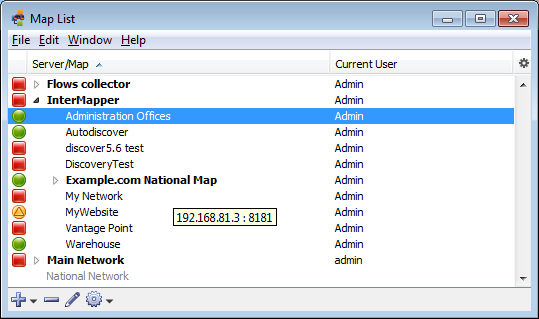 Map List
File Edit Window Help
Server/Map Current User
Flows collector Admin
InterMapper Admin
Administration Offices Admin
Autodiscover Admin
discover5.6 test Admin
DiscoveryTest Admin
Example.com National Map Admin
My Network Admin
MyWebsite Admin
192.168.81.3 : 8181
Vantage Point Admin
Warehouse Admin
Main Network admin
National Network